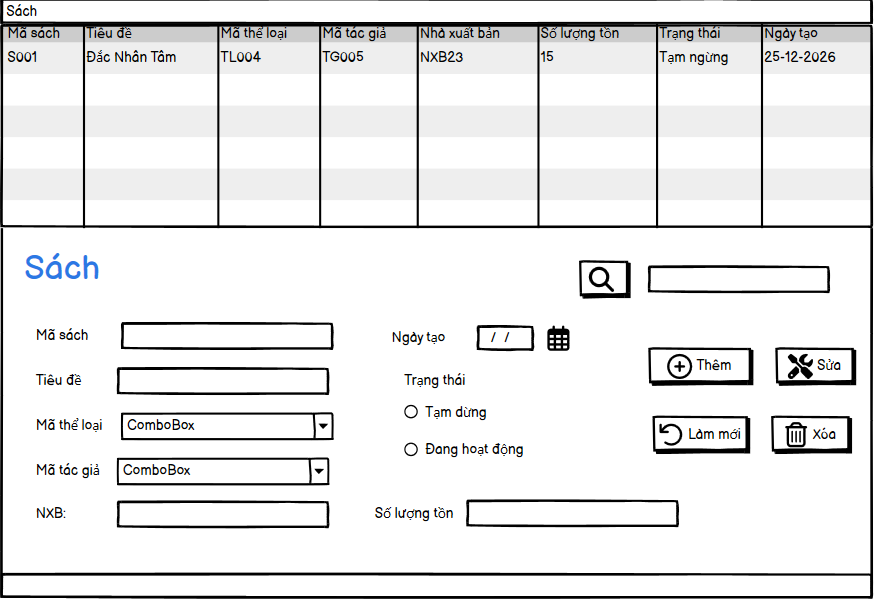 Sách
Mã sách Tiêu đề Mã thể loại Mã tác giả Nhà xuất bản Số lượng tồn Trạng thái Ngày tạo
S001 Đắc Nhân Tâm TL004 TG005 NXB23 15 Tạm ngừng 25-12-2026
Sách
Mã sách Ngày tạo / /
Thêm Sửa
Tiêu đề Trạng thái
Mã thể loại ComboBox Tạm dừng
Làm mới Xóa
Mã tác giả ComboBox Đang hoạt động
NXB: Số lượng tồn